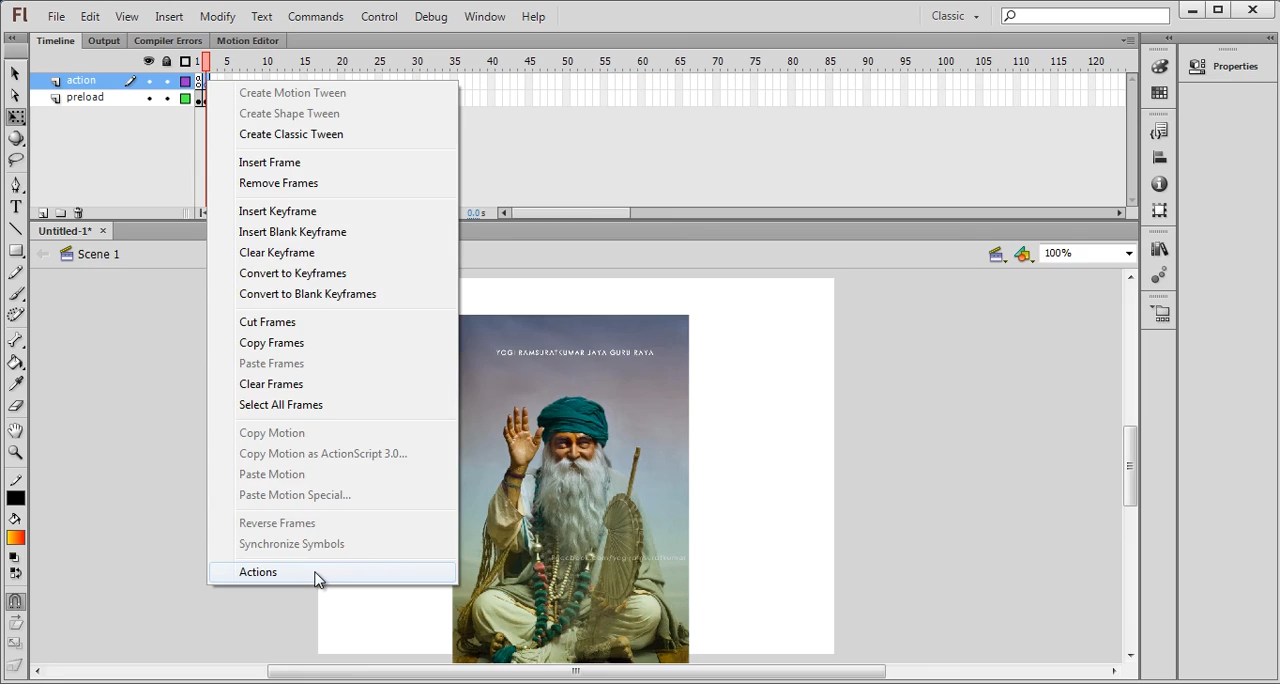 Fl File Edit View Insert Modify Text Commands Control Debug Window Help Classic
Timeline Output Compiler Errors Motion Editor
1 5 10 15 20 25 30 35 40 45 50 55 60 65 70 75 80 85 90 95 100 105 110 115 120
Properties
action
preload
Create Motion Tween
Create Shape Tween
Create Classic Tween
Insert Frame
Remove Frames
Insert Keyframe
Insert Blank Keyframe
Clear Keyframe
Convert to Keyframes
Convert to Blank Keyframes
Cut Frames
Copy Frames
Paste Frames
Clear Frames
Select All Frames
Copy Motion
Copy Motion as ActionScript 3.0...
Paste Motion
Paste Motion Special...
Reverse Frames
Synchronize Symbols
Actions
0.0 s
Untitled-1*
Scene 1
100%
YOGI RAMSURATKUMAR JAYA GURU RAYA